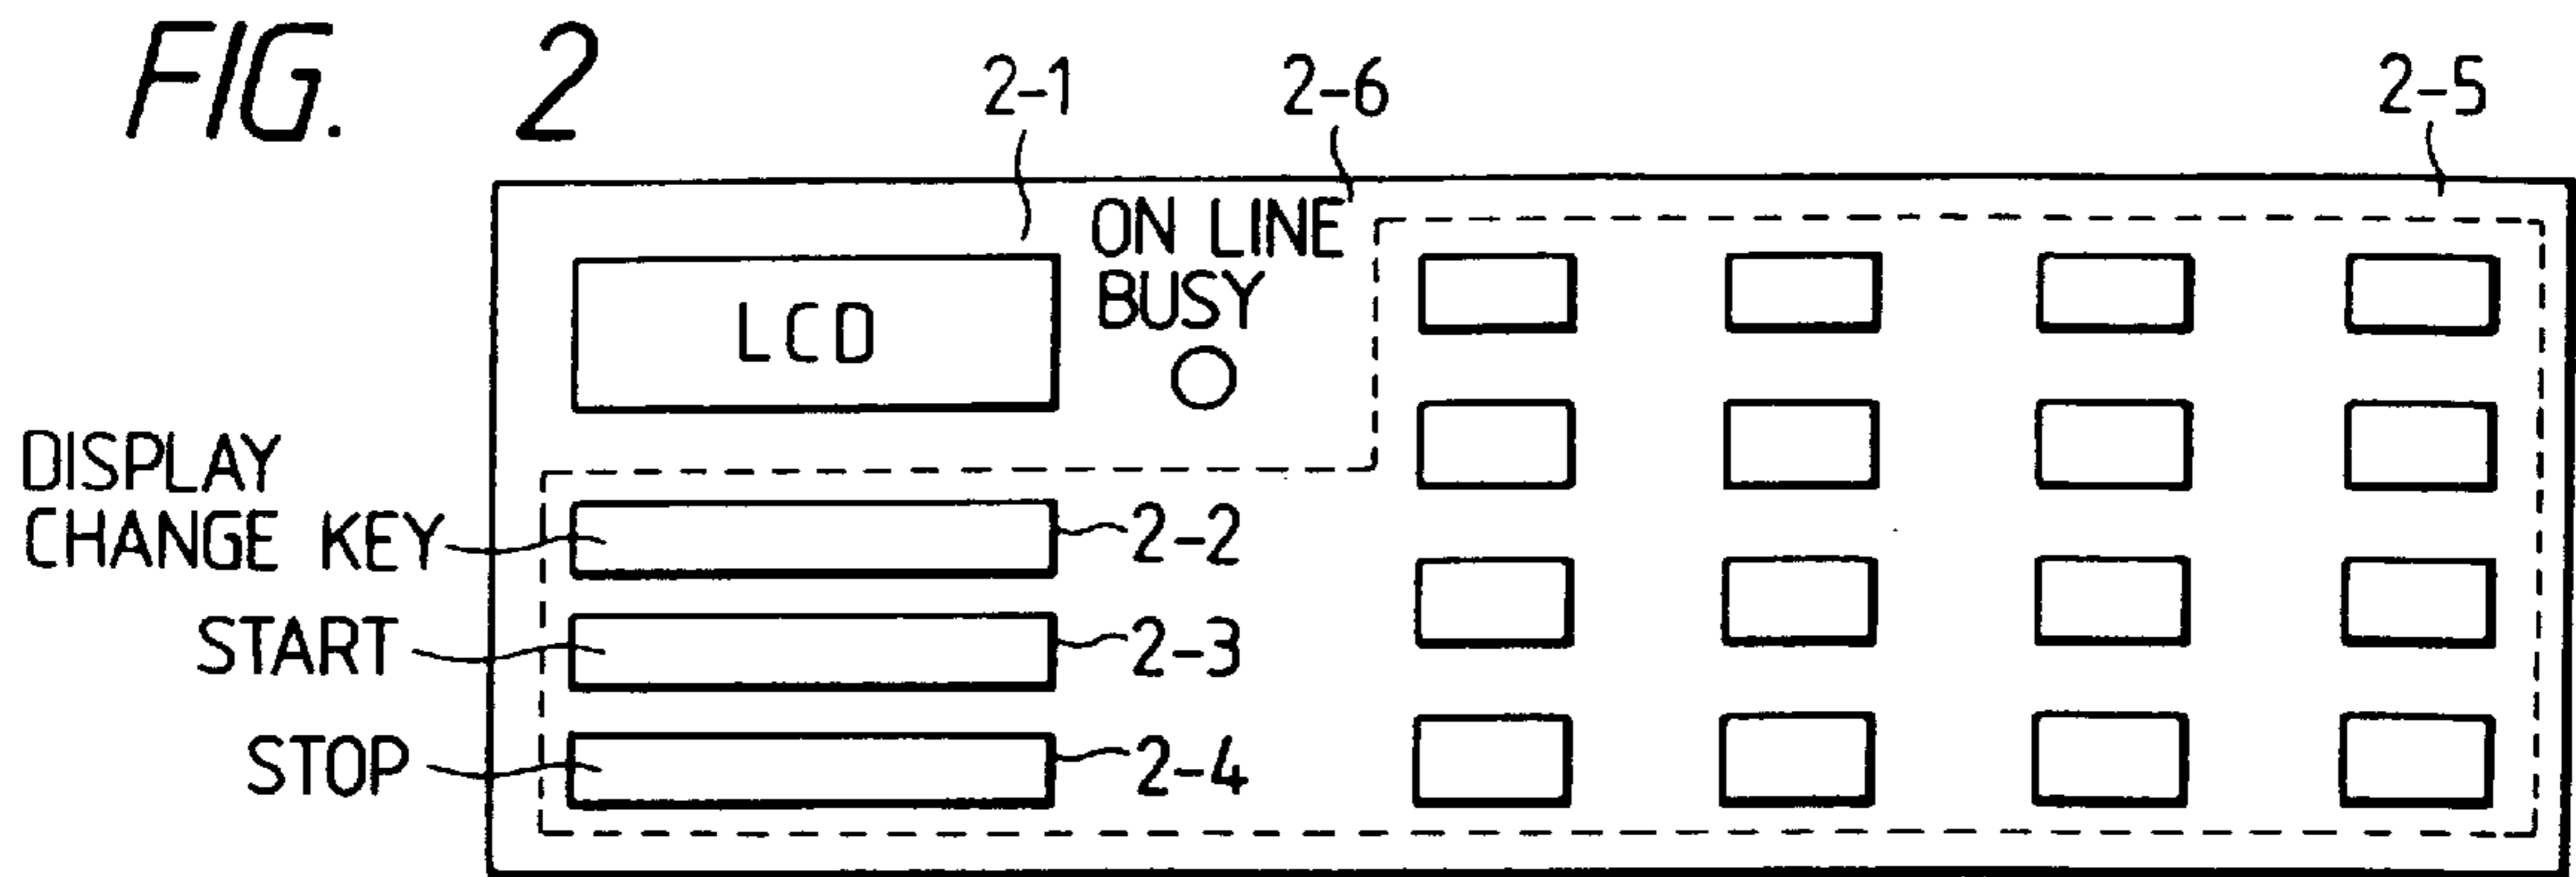 FIG. 2
2-1
2-6
2-5
ON LINE
BUSY
LCD
DISPLAY
CHANGE KEY
2-2
START
2-3
STOP
2-4